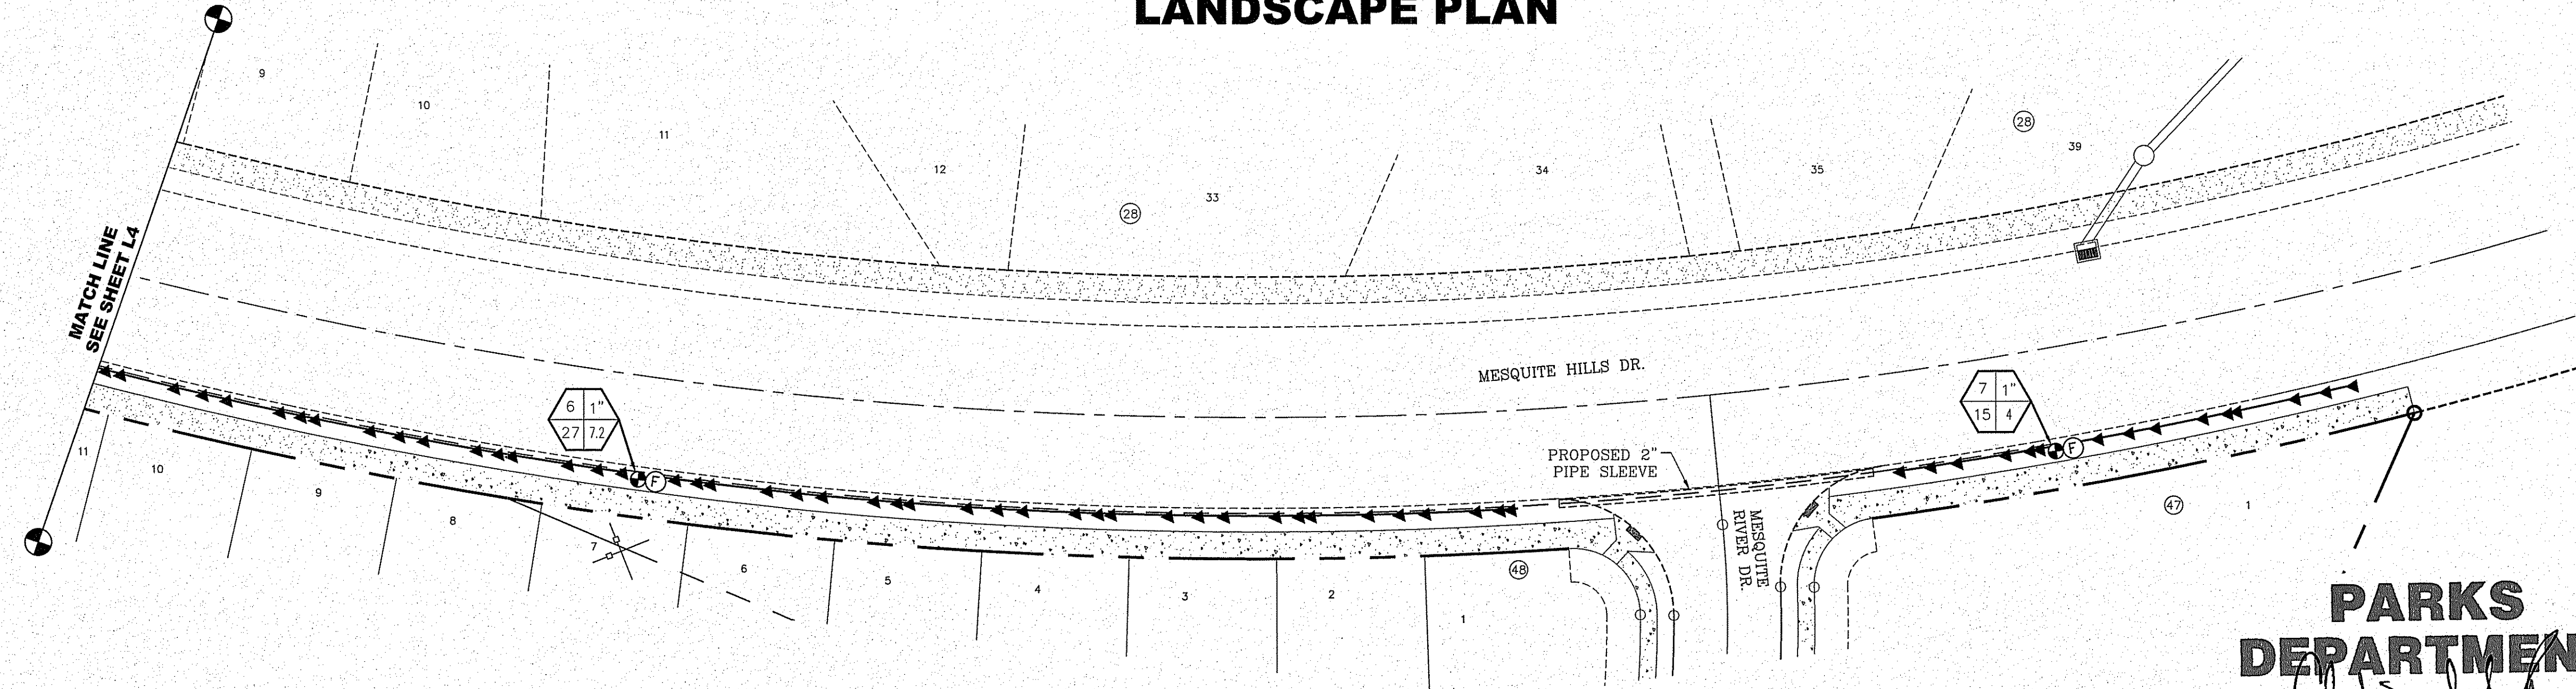 LANDSCAPE PLAN
9
10
11
12
28
33
34
35
28
39
MATCH LINE
SEE SHEET L4
MESQUITE HILLS DR.
6 1"
27 7.2
F
7 1"
15 4
F
PROPOSED 2"
PIPE SLEEVE
MESQUITE
RIVER DR.
11
10
9
8
7
6
5
4
3
2
1
48
47
1
PARKS